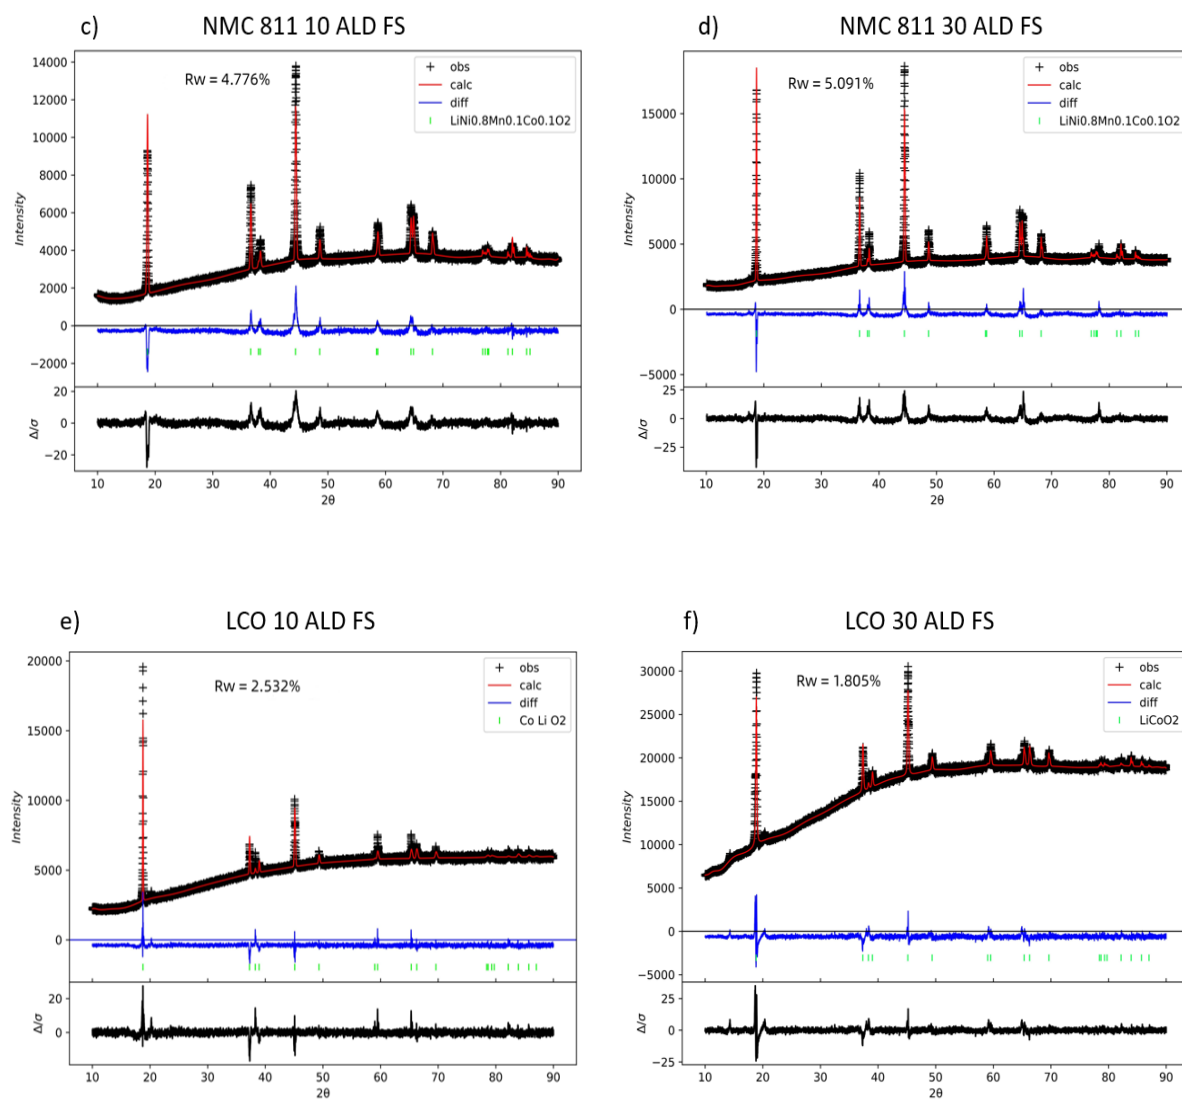 c) NMC 811 10 ALD FS
Rw = 4.776%
obs
calc
diff
LiNi0.8Mn0.1Co0.1O2
14000
12000
10000
8000
6000
4000
2000
0
−2000
Intensity
20
0
−20
Δ/σ
10 20 30 40 50 60 70 80 90
2θ
d) NMC 811 30 ALD FS
Rw = 5.091%
obs
calc
diff
LiNi0.8Mn0.1Co0.1O2
15000
10000
5000
0
−5000
Intensity
25
0
−25
Δ/σ
10 20 30 40 50 60 70 80 90
2θ
e) LCO 10 ALD FS
Rw = 2.532%
obs
calc
diff
Co Li O2
20000
15000
10000
5000
0
Intensity
20
0
Δ/σ
10 20 30 40 50 60 70 80 90
2θ
f) LCO 30 ALD FS
Rw = 1.805%
obs
calc
diff
LiCoO2
30000
25000
20000
15000
10000
5000
0
−5000
Intensity
25
0
−25
Δ/σ
10 20 30 40 50 60 70 80 90
2θ